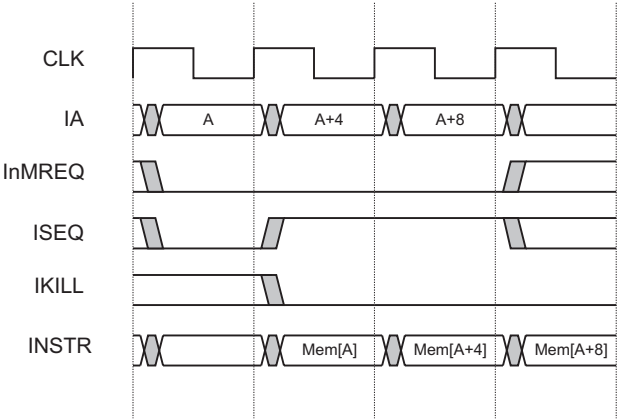 CLK
IA A A+4 A+8
InMREQ
ISEQ
IKILL
INSTR Mem[A] Mem[A+4] Mem[A+8]